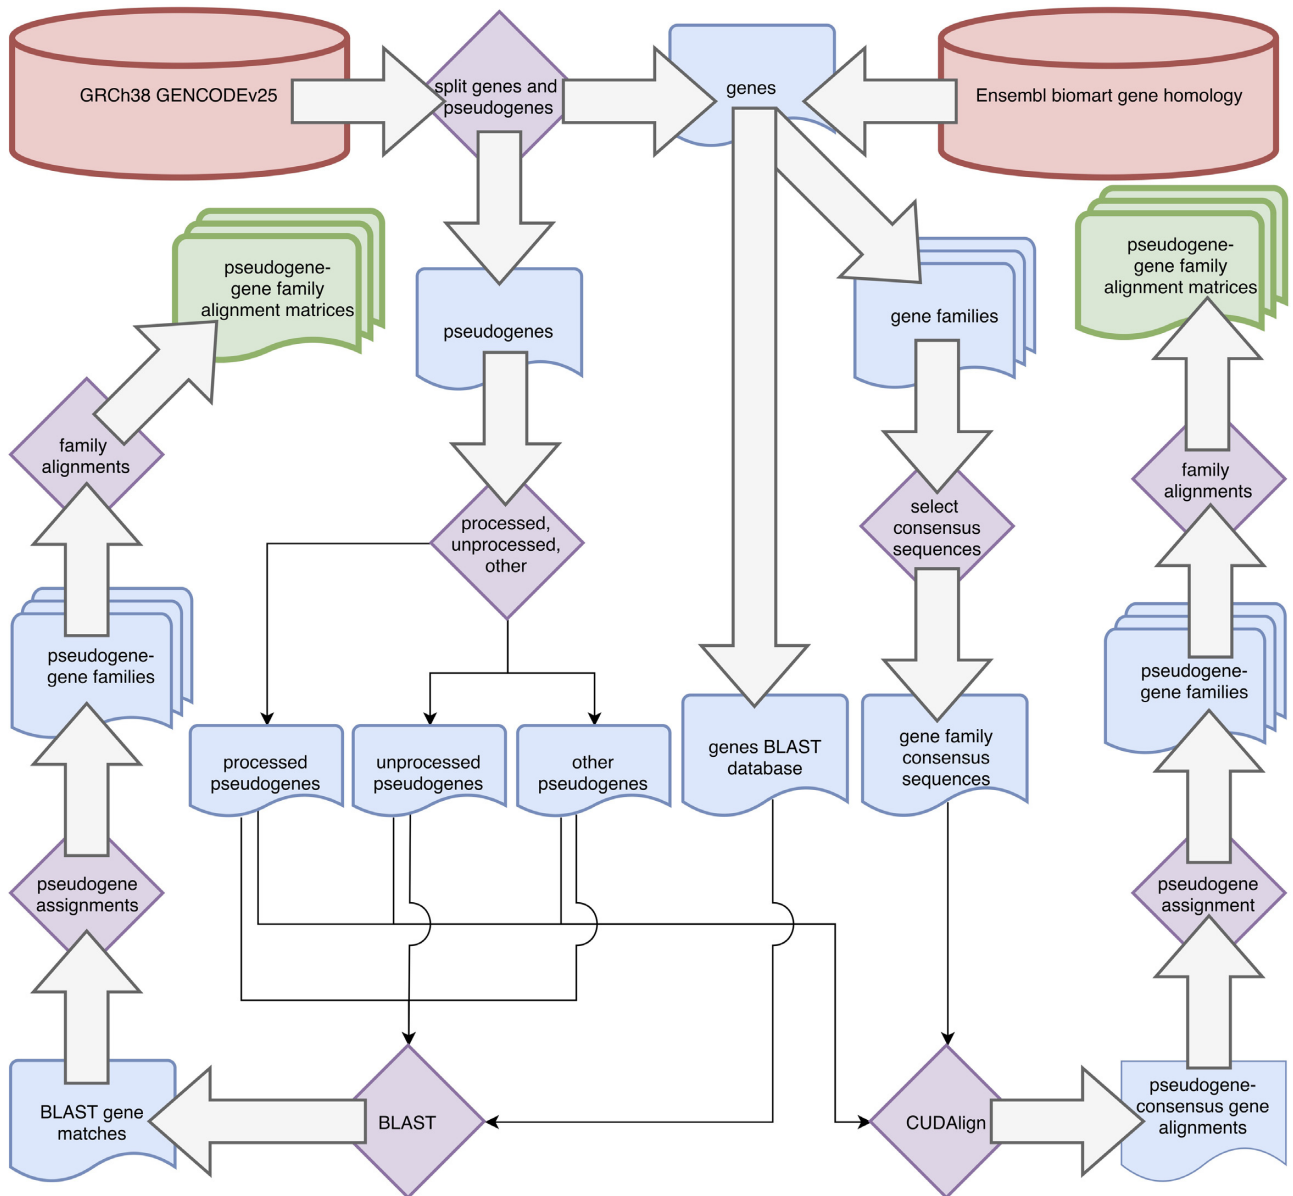 GRCh38 GENCODEv25
split genes and
pseudogenes
genes
Ensembl biomart gene homology
pseudogene-
gene family
alignment matrices
pseudogenes
gene families
pseudogene-
gene family
alignment matrices
family
alignments
processed,
unprocessed,
other
select
consensus
sequences
family
alignments
pseudogene-
gene families
pseudogene-
gene families
processed
pseudogenes
unprocessed
pseudogenes
other
pseudogenes
genes BLAST
database
gene family
consensus
sequences
pseudogene
assignments
pseudogene
assignment
BLAST gene
matches
BLAST
CUDAlign
pseudogene-
consensus gene
alignments